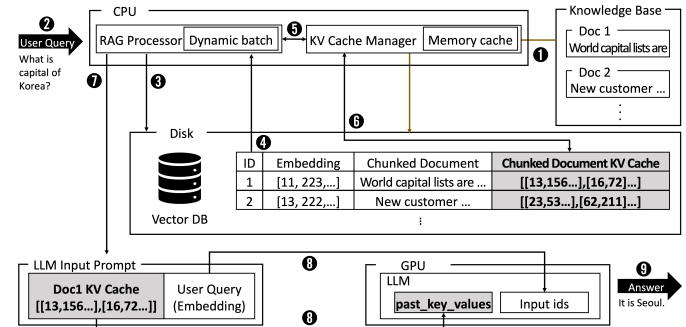 CPU
Knowledge Base
❷
User Query
What is
capital of
Korea?
RAG Processor
Dynamic batch
❺
KV Cache Manager
Memory cache
❶
Doc 1
World capital lists are
Doc 2
New customer ...
⋮
❼
❸
❻
❹
Disk
Vector DB
ID Embedding Chunked Document Chunked Document KV Cache
1 [11, 223,...] World capital lists are ... [[13,156...],[16,72]...]
2 [13, 222,...] New customer ... [[23,53...],[62,211]...]
⋮
LLM Input Prompt
Doc1 KV Cache
[[13,156...],[16,72...]]
User Query
(Embedding)
❽
❽
GPU
LLM
past_key_values
Input ids
❾
Answer
It is Seoul.